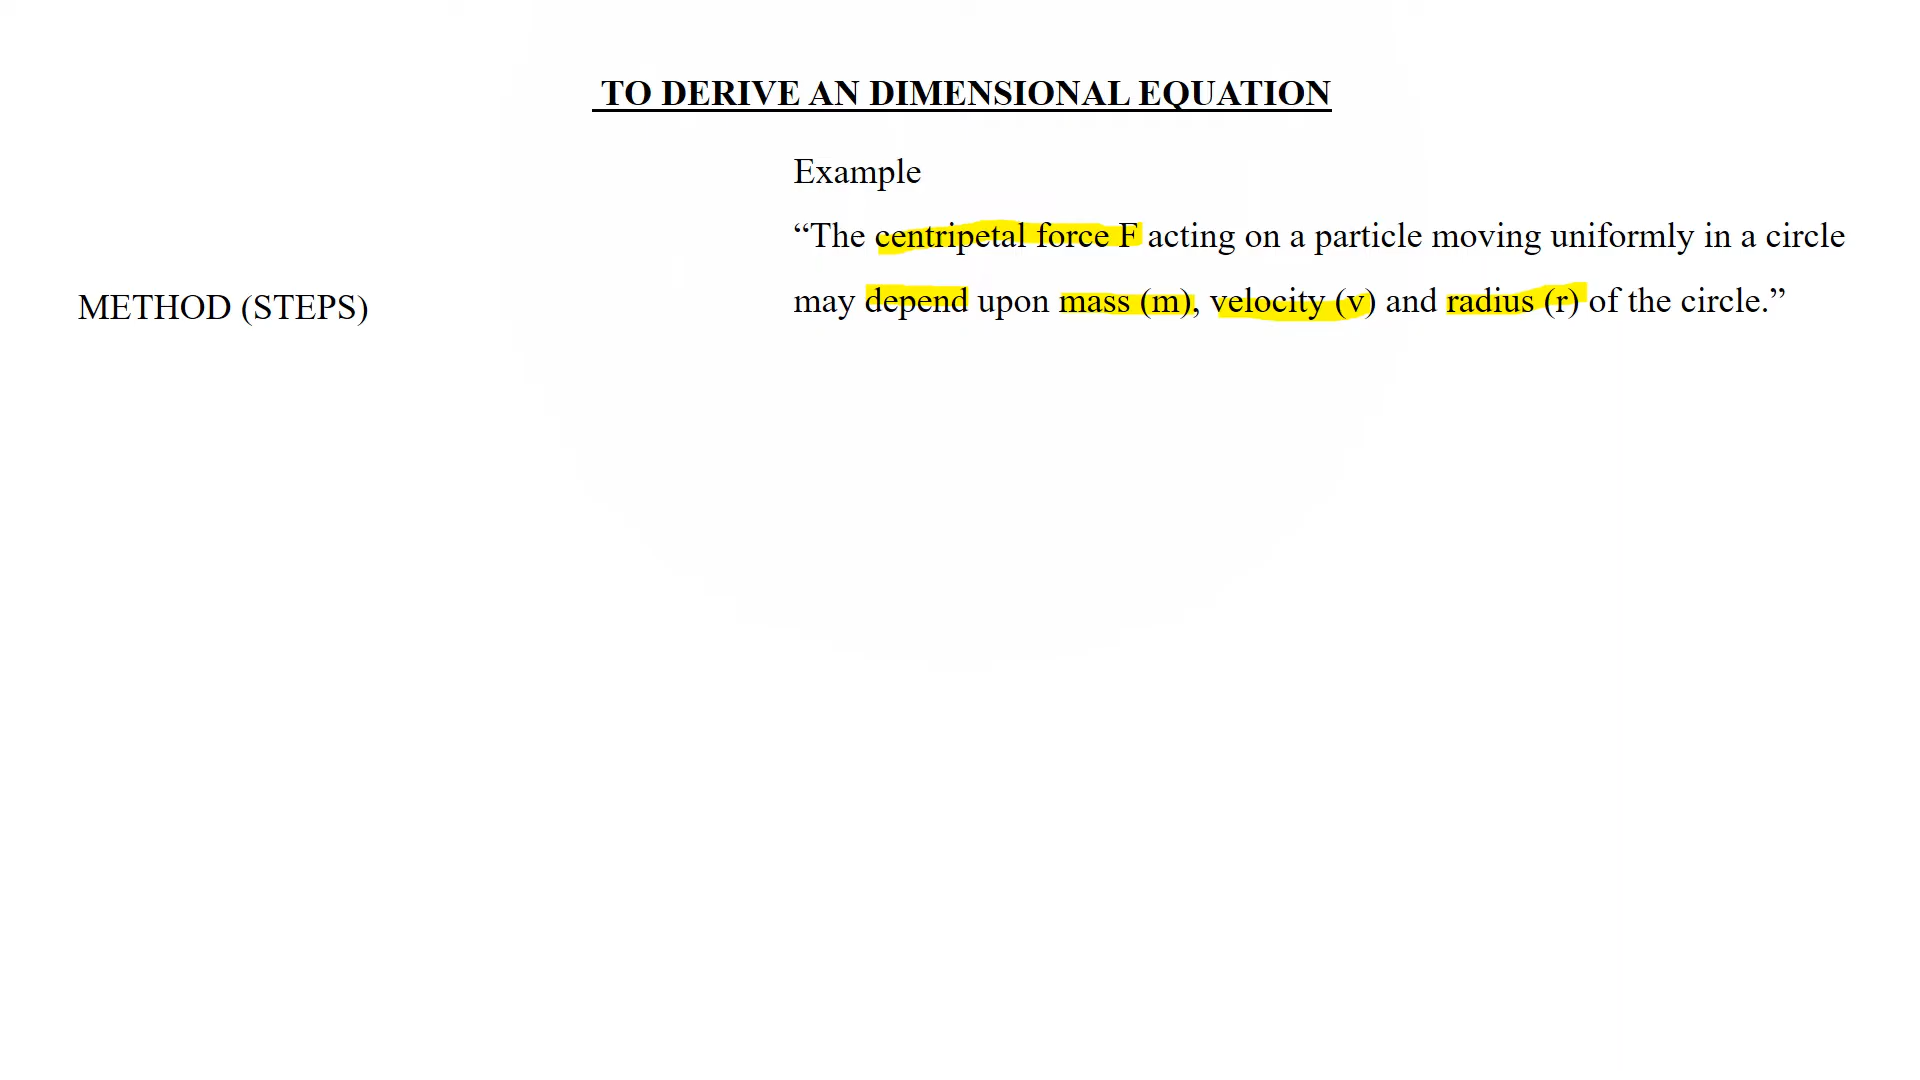 TO DERIVE AN DIMENSIONAL EQUATION
Example
“The centripetal force F acting on a particle moving uniformly in a circle
may depend upon mass (m), velocity (v) and radius (r) of the circle.”
METHOD (STEPS)